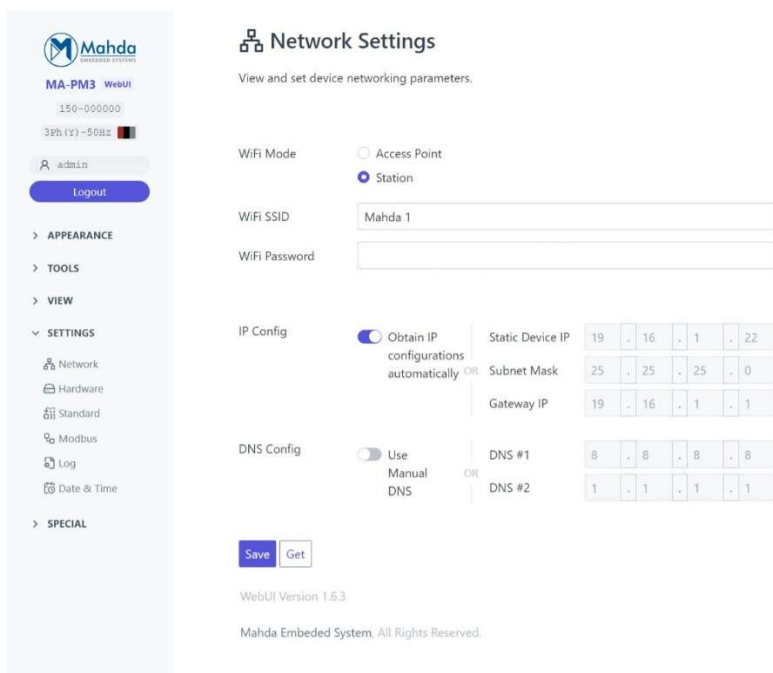 Mahda
EMBEDDED SYSTEMS
MA-PM3 WebUI
150-000000
3Ph(Y)-50Hz
admin
Logout
> APPEARANCE
> TOOLS
> VIEW
SETTINGS
Network
Hardware
Standard
Modbus
Log
Date & Time
> SPECIAL
Network Settings
View and set device networking parameters.
WiFi Mode
Access Point
Station
WiFi SSID Mahda 1
WiFi Password
IP Config
Obtain IP
configurations
automatically
OR
Static Device IP 19 . 16 . 1 . 22
Subnet Mask 25 . 25 . 25 . 0
Gateway IP 19 . 16 . 1 . 1
DNS Config
Use
Manual
DNS
OR
DNS #1 8 . 8 . 8 . 8
DNS #2 1 . 1 . 1 . 1
Save Get
WebUI Version 1.6.3
Mahda Embeded System, All Rights Reserved.